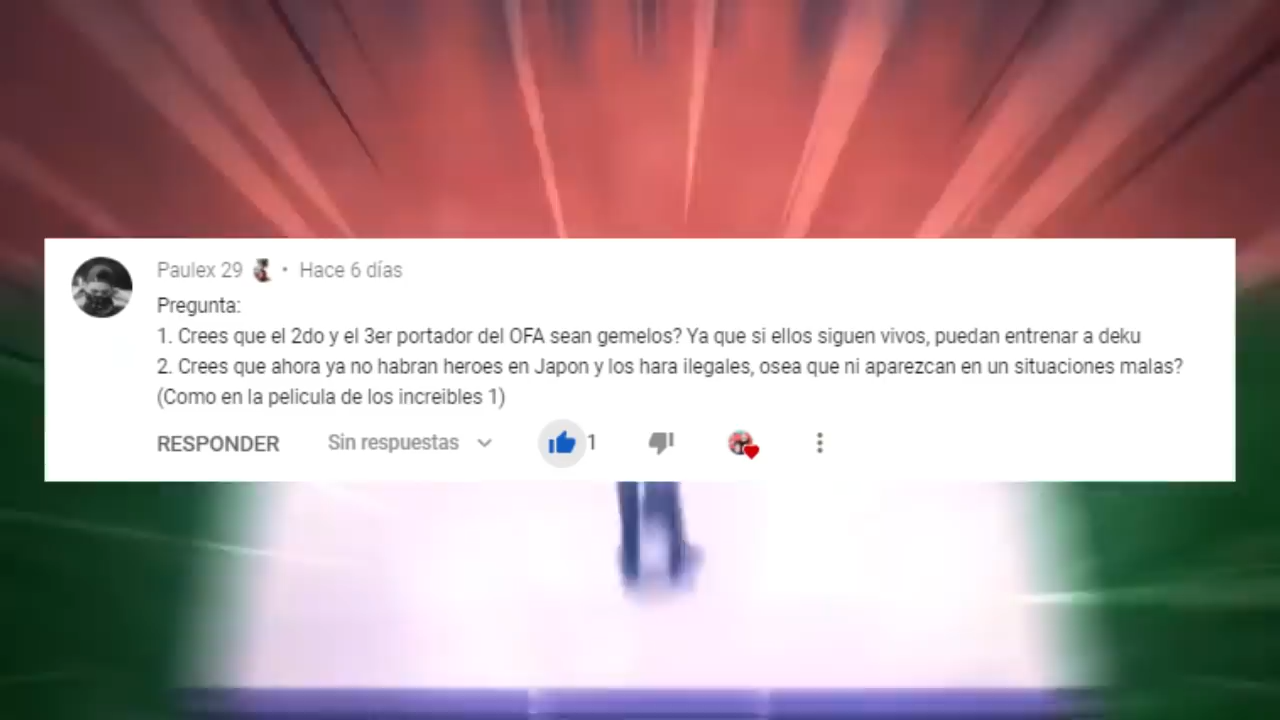 Paulex 29 · Hace 6 días
Pregunta:
1. Crees que el 2do y el 3er portador del OFA sean gemelos? Ya que si ellos siguen vivos, puedan entrenar a deku
2. Crees que ahora ya no habran heroes en Japon y los hara ilegales, osea que ni aparezcan en un situaciones malas?
(Como en la pelicula de los increibles 1)
RESPONDER Sin respuestas 1